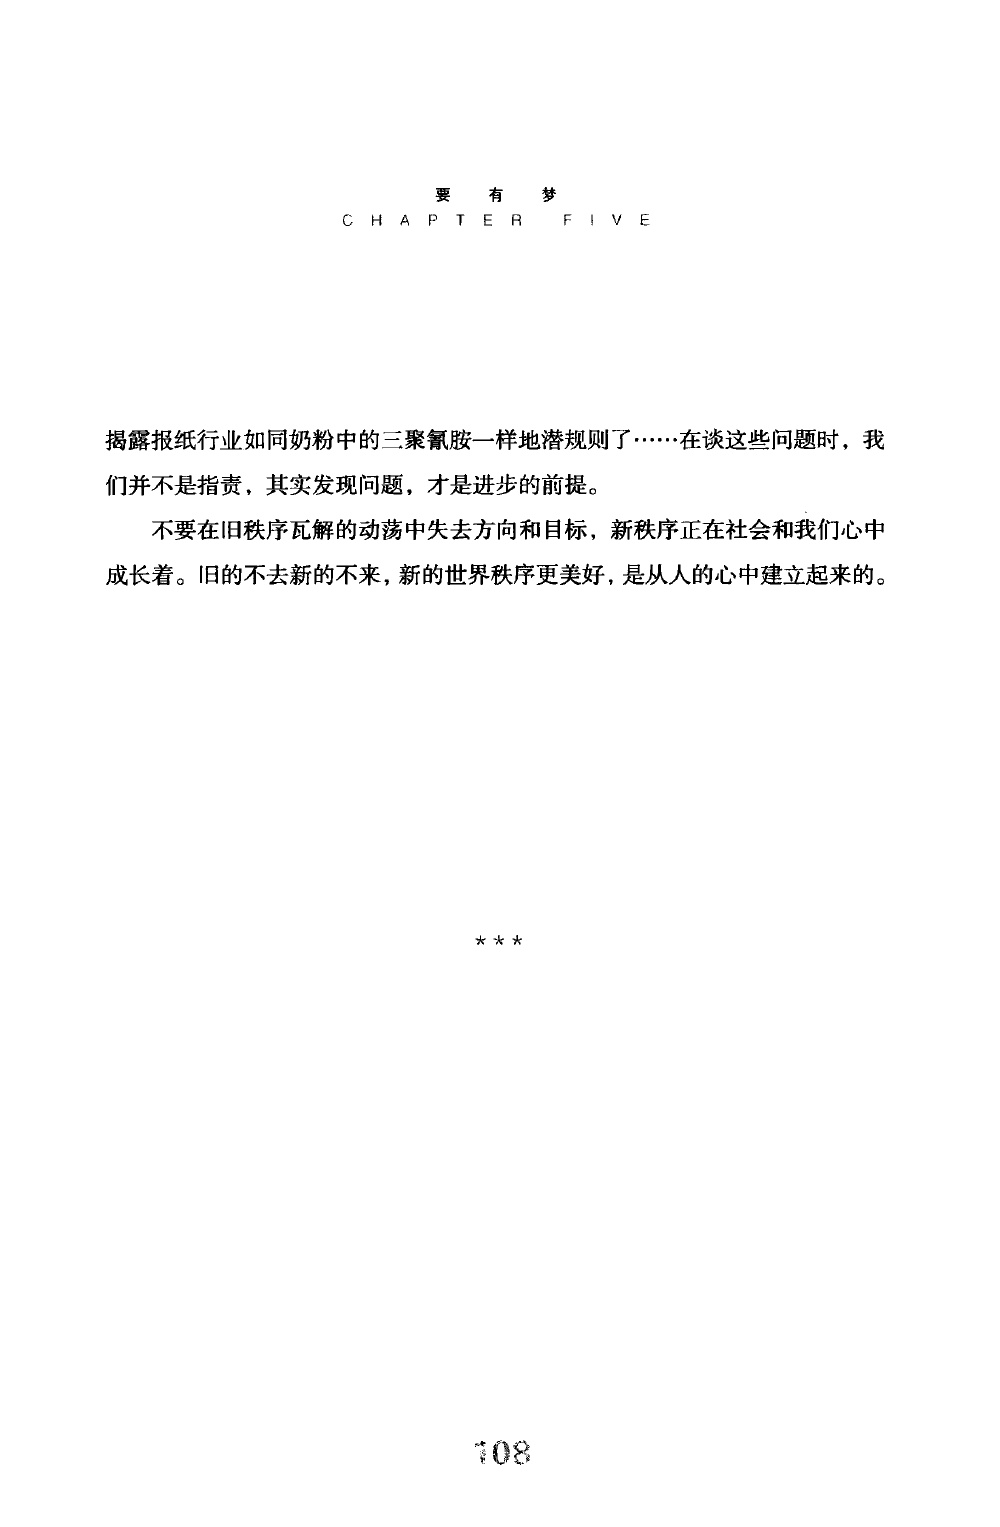 要 有 梦
CHAPTER FIVE
揭露报纸行业如同奶粉中的三聚氰胺一样地潜规则了······在谈这些问题时，我
们并不是指责，其实发现问题，才是进步的前提。
不要在旧秩序瓦解的动荡中失去方向和目标，新秩序正在社会和我们心中
成长着。旧的不去新的不来，新的世界秩序更美好，是从人的心中建立起来的。
***
108